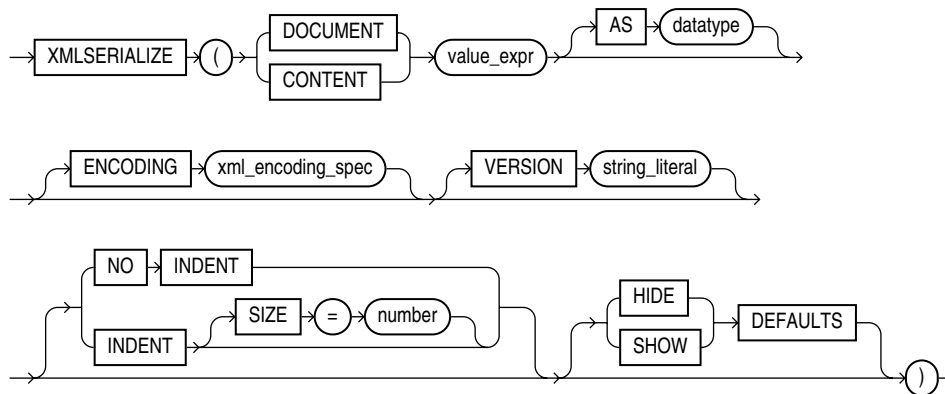 AS datatype
DOCUMENT
XMLSERIALIZE ( value_expr
CONTENT
ENCODING xml_encoding_spec VERSION string_literal
NO INDENT
HIDE
SIZE = number DEFAULTS
INDENT SHOW
)